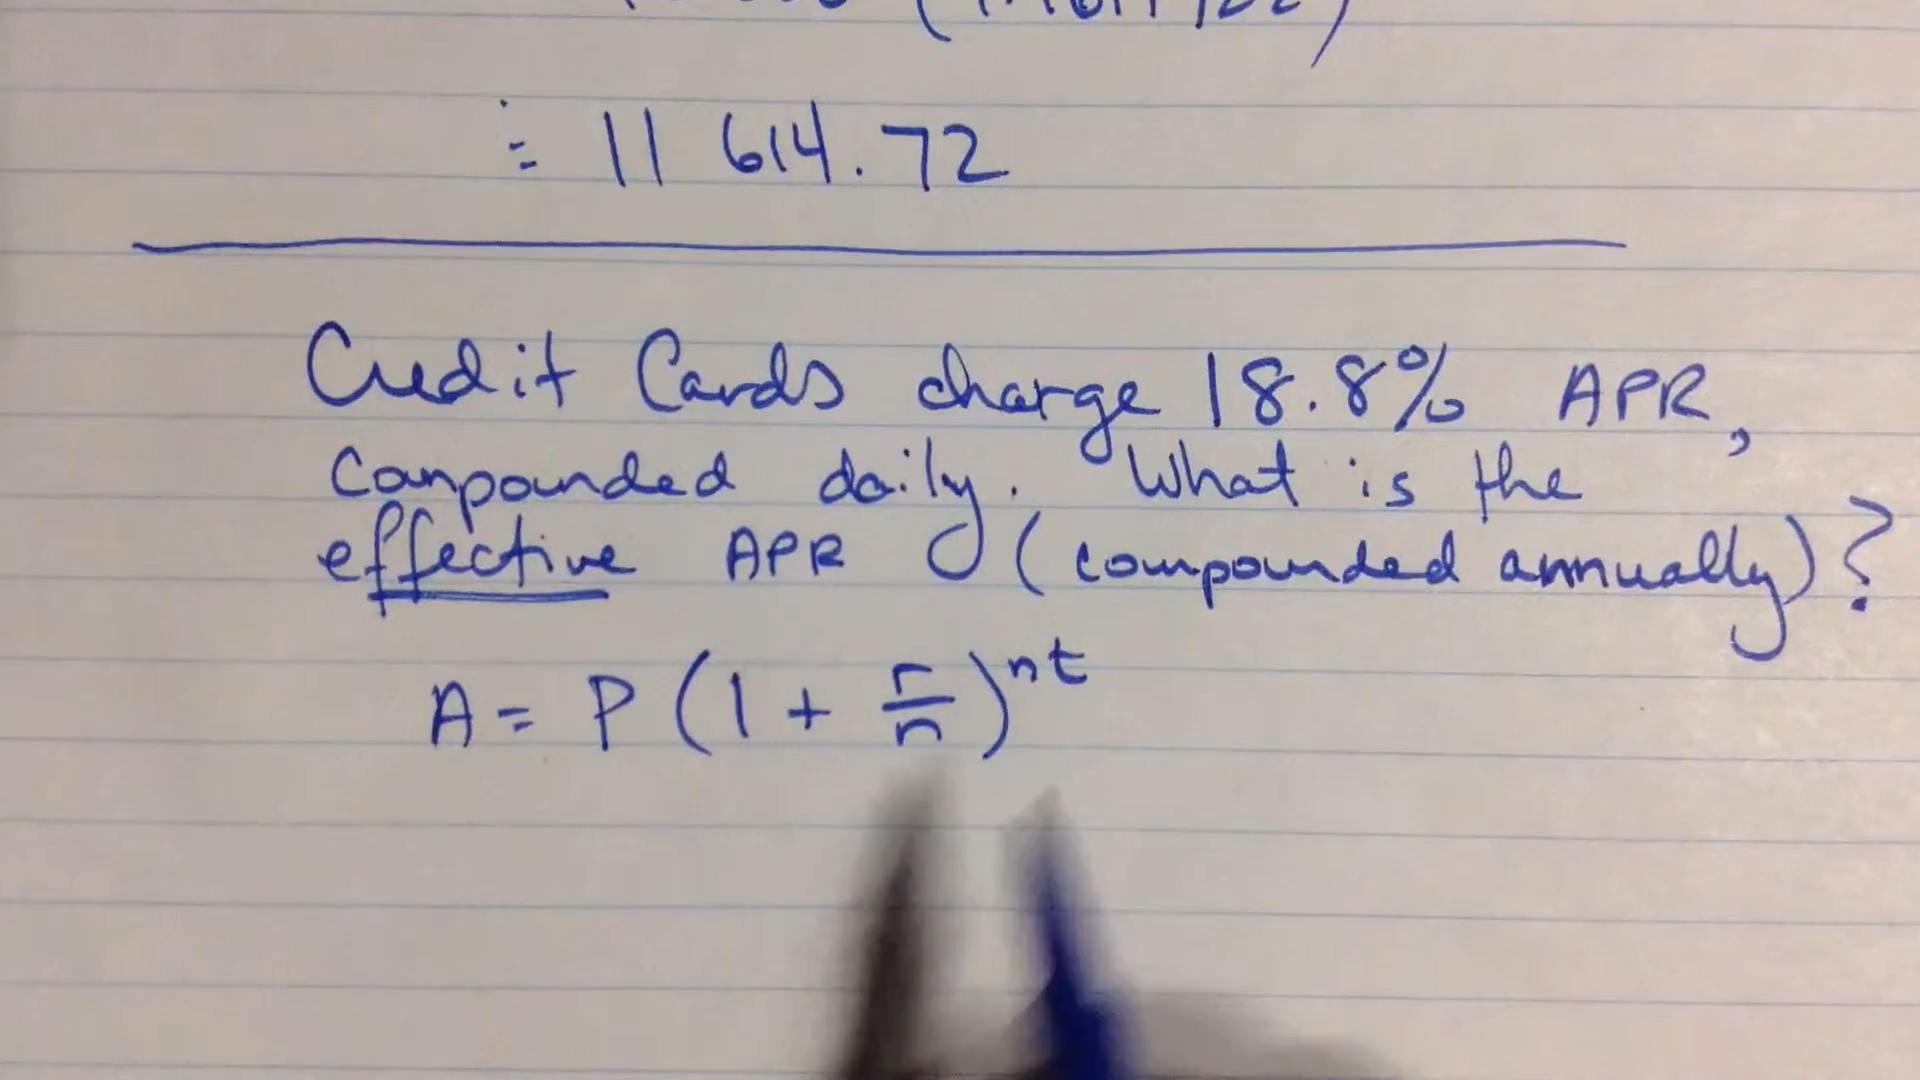 = 11 614.72
Credit Cards charge 18.8% APR,
Compounded daily. What is the
effective APR (compounded annually)?
A = P (1 + r/n)^nt